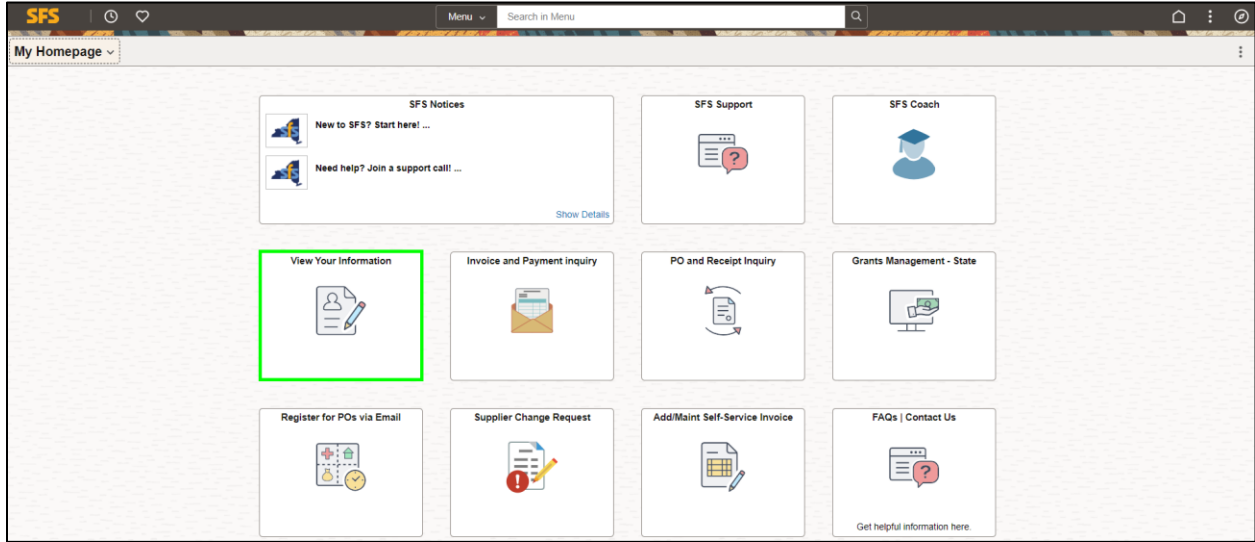 SFS
Menu
Search in Menu
My Homepage
SFS Notices
New to SFS? Start here! ...
Need help? Join a support call! ...
Show Details
SFS Support
SFS Coach
View Your Information
Invoice and Payment inquiry
PO and Receipt Inquiry
Grants Management - State
Register for POs via Email
Supplier Change Request
Add/Maint Self-Service Invoice
FAQs | Contact Us
Get helpful information here.